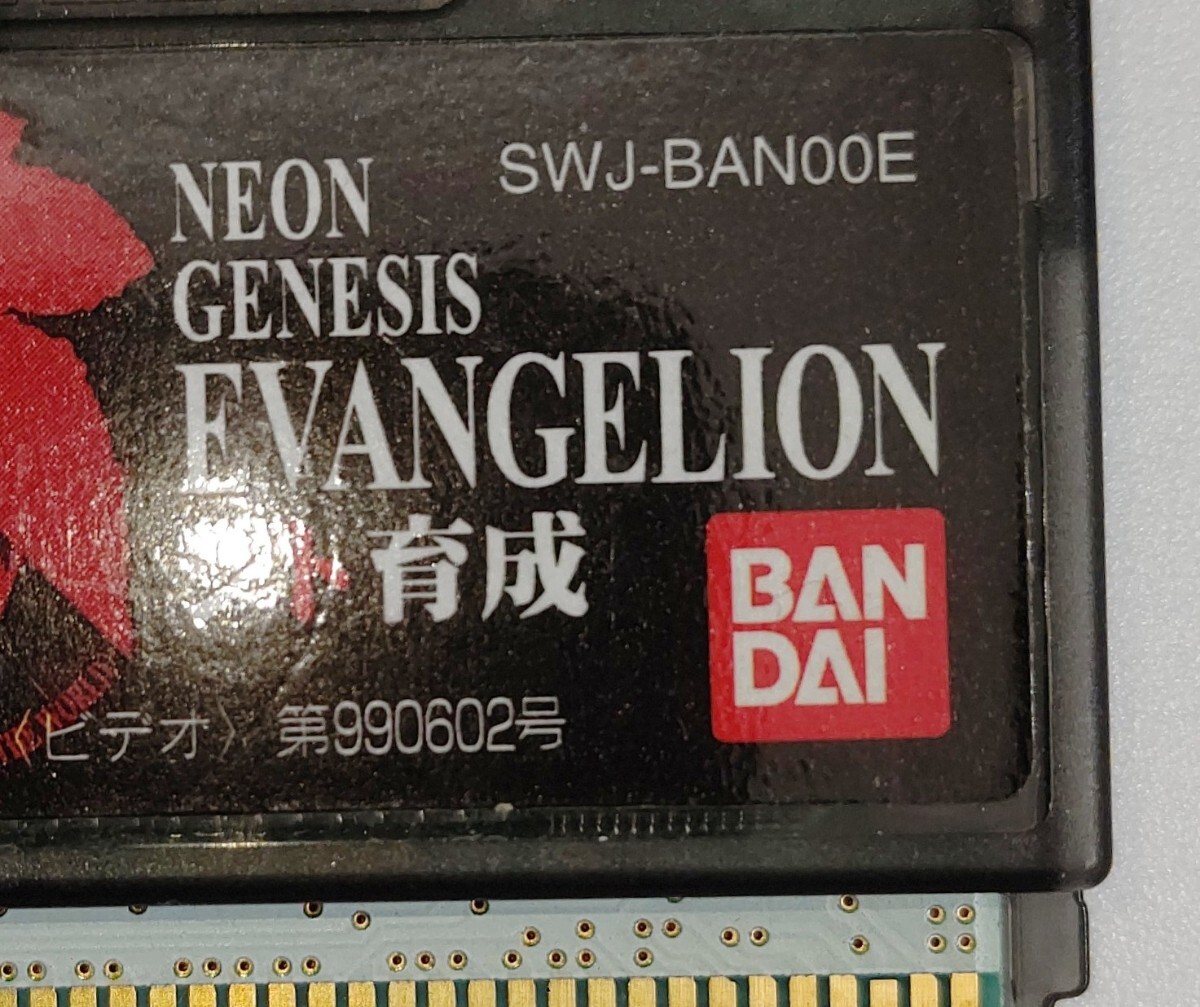 SWJ-BAN00E
NEON
GENESIS
EVANGELION
ト 育成
BAN
DAI
〈ビデオ〉 第990602号